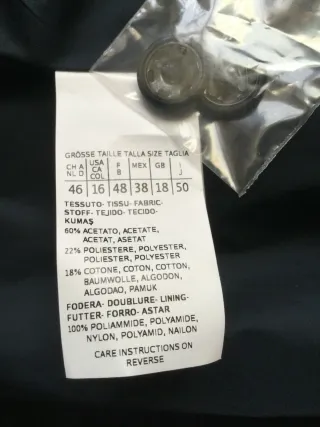 GRÖSSE TAILLE TALLA SIZE TAGLIA
CH A NL D USA CA COL F B MEX GB I J
46 16 48 38 18 50
TESSUTO- TISSU- FABRIC-
STOFF- TEJIDO- TECIDO-
KUMAŞ
60% ACETATO, ACETATE,
ACETAT, ASETAT
22% POLIESTERE, POLYESTER,
POLIÉSTER, POLYESTER
18% COTONE, COTON, COTTON,
BAUMWOLLE, ALGODON,
ALGODAO, PAMUK
FODERA- DOUBLURE- LINING-
FUTTER- FORRO- ASTAR
100% POLIAMMIDE, POLYAMIDE,
NYLON, POLYAMID, NAILON
CARE INSTRUCTIONS ON
REVERSE